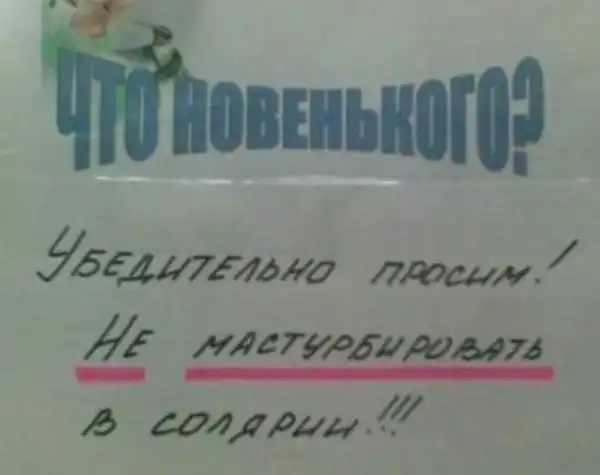 ЧТО НОВЕНЬКОГО?
УБЕДИТЕЛЬНО ПРОСИМ!
НЕ МАСТУРБИРОВАТЬ
В СОЛЯРИИ!!!